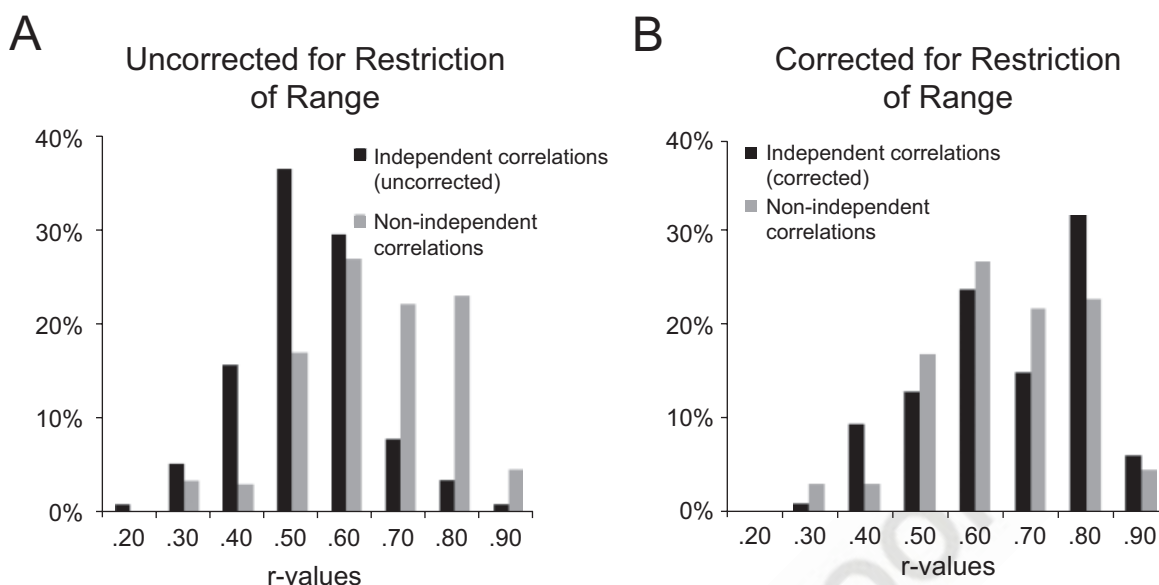 A
Uncorrected for Restriction
of Range
40%
30%
20%
10%
0%
Independent correlations
(uncorrected)
Non-independent
correlations
.20 .30 .40 .50 .60 .70 .80 .90
r-values
B
Corrected for Restriction
of Range
40%
30%
20%
10%
0%
Independent correlations
(corrected)
Non-independent
correlations
.20 .30 .40 .50 .60 .70 .80 .90
r-values